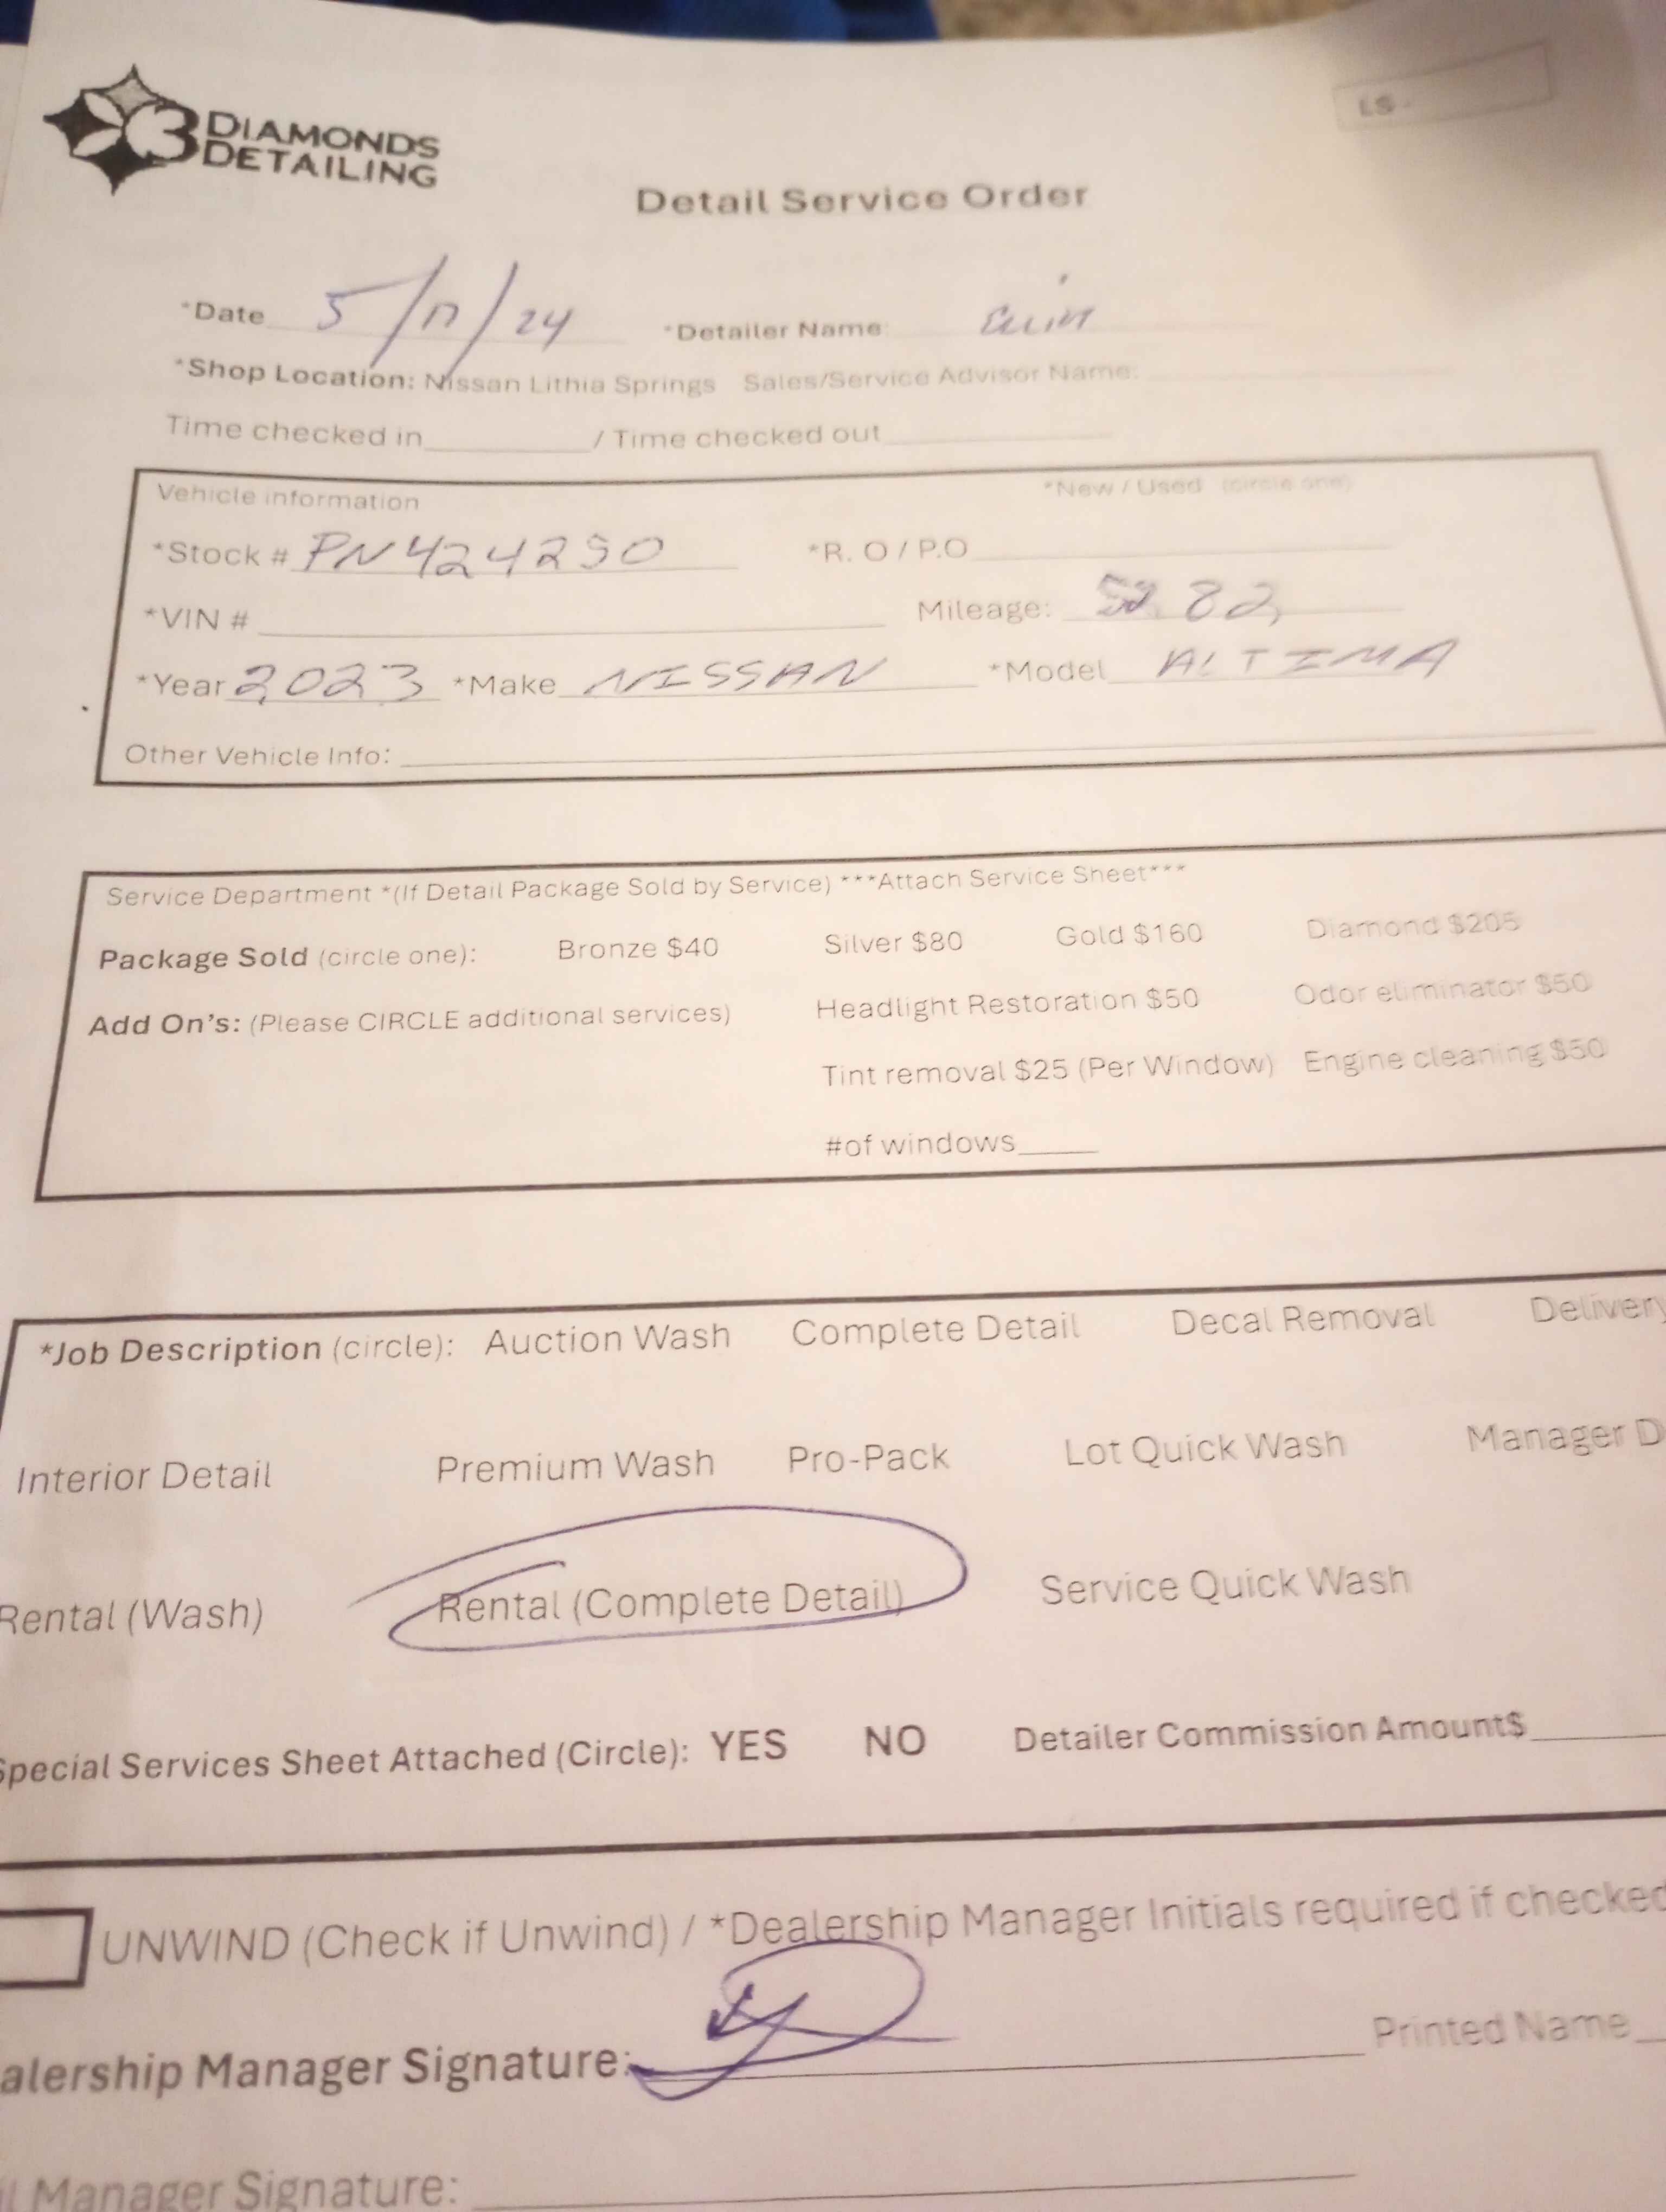 3 DIAMONDS
DETAILING
LS-
Detail Service Order
*Date 5/17/24 *Detailer Name:
*Shop Location: Nissan Lithia Springs Sales/Service Advisor Name:
Time checked in / Time checked out
Vehicle information *New / Used (circle one)
*Stock # PN424250 *R. O / P.O
*VIN # Mileage:
*Year 2023 *Make NISSAN *Model ALTIMA
Other Vehicle Info:
Service Department *(If Detail Package Sold by Service) ***Attach Service Sheet***
Package Sold (circle one): Bronze $40 Silver $80 Gold $160 Diamond $205
Add On's: (Please CIRCLE additional services) Headlight Restoration $50 Odor eliminator $50
Tint removal $25 (Per Window) Engine cleaning $50
#of windows
*Job Description (circle): Auction Wash Complete Detail Decal Removal Delivery
Interior Detail Premium Wash Pro-Pack Lot Quick Wash Manager D
Rental (Wash) Rental (Complete Detail) Service Quick Wash
Special Services Sheet Attached (Circle): YES NO Detailer Commission Amount$
UNWIND (Check if Unwind) / *Dealership Manager Initials required if checked
alership Manager Signature: Printed Name
il Manager Signature: